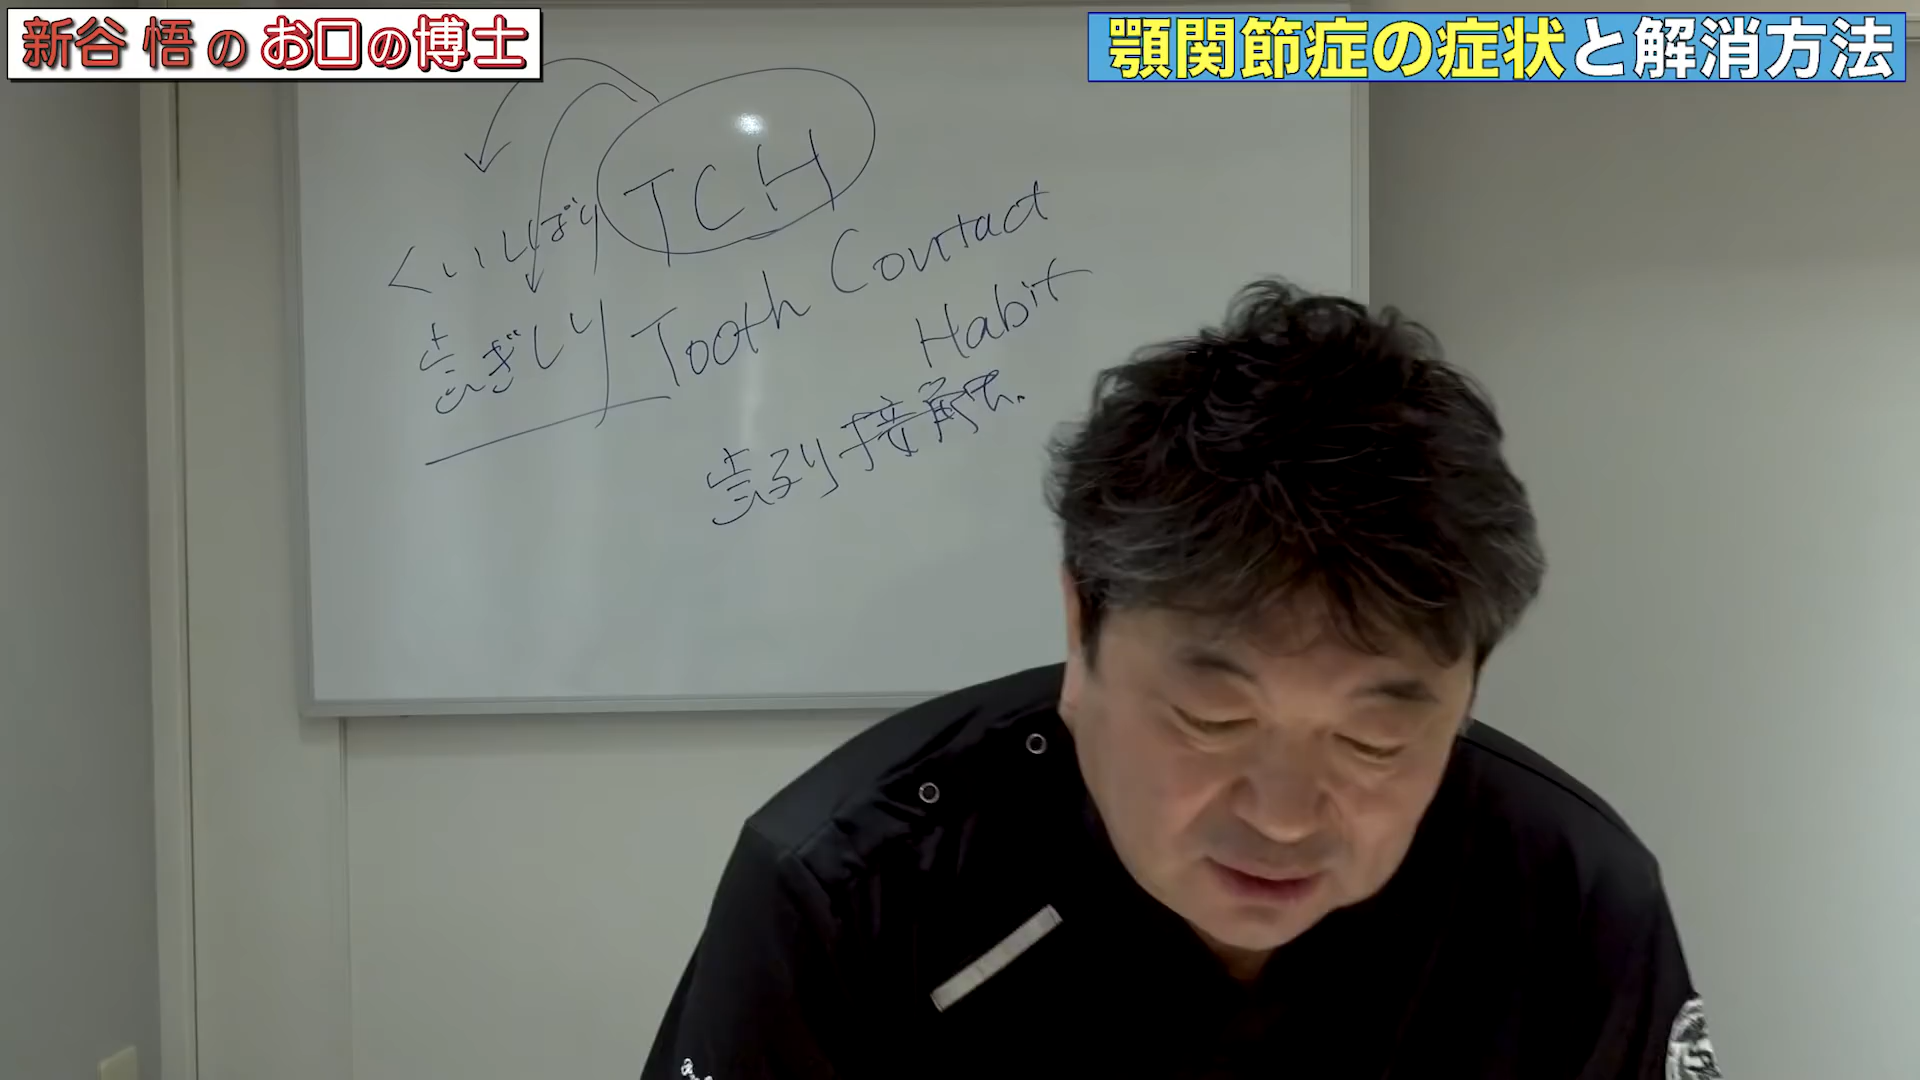 新谷 悟のお口の博士
顎関節症の症状と解消方法
TCH
くいしばり
歯ぎしり
Tooth Contact
Habit
歯列接触